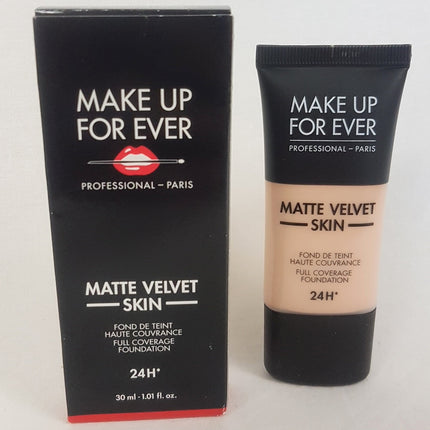 MAKE UP
FOR EVER
PROFESSIONAL – PARIS
MATTE VELVET
SKIN
FOND DE TEINT
HAUTE COUVRANCE
FULL COVERAGE
FOUNDATION
24H*
30 ml - 1.01 fl. oz.
MAKE UP
FOR EVER
PROFESSIONAL – PARIS
MATTE VELVET
SKIN
FOND DE TEINT
HAUTE COUVRANCE
FULL COVERAGE
FOUNDATION
24H*